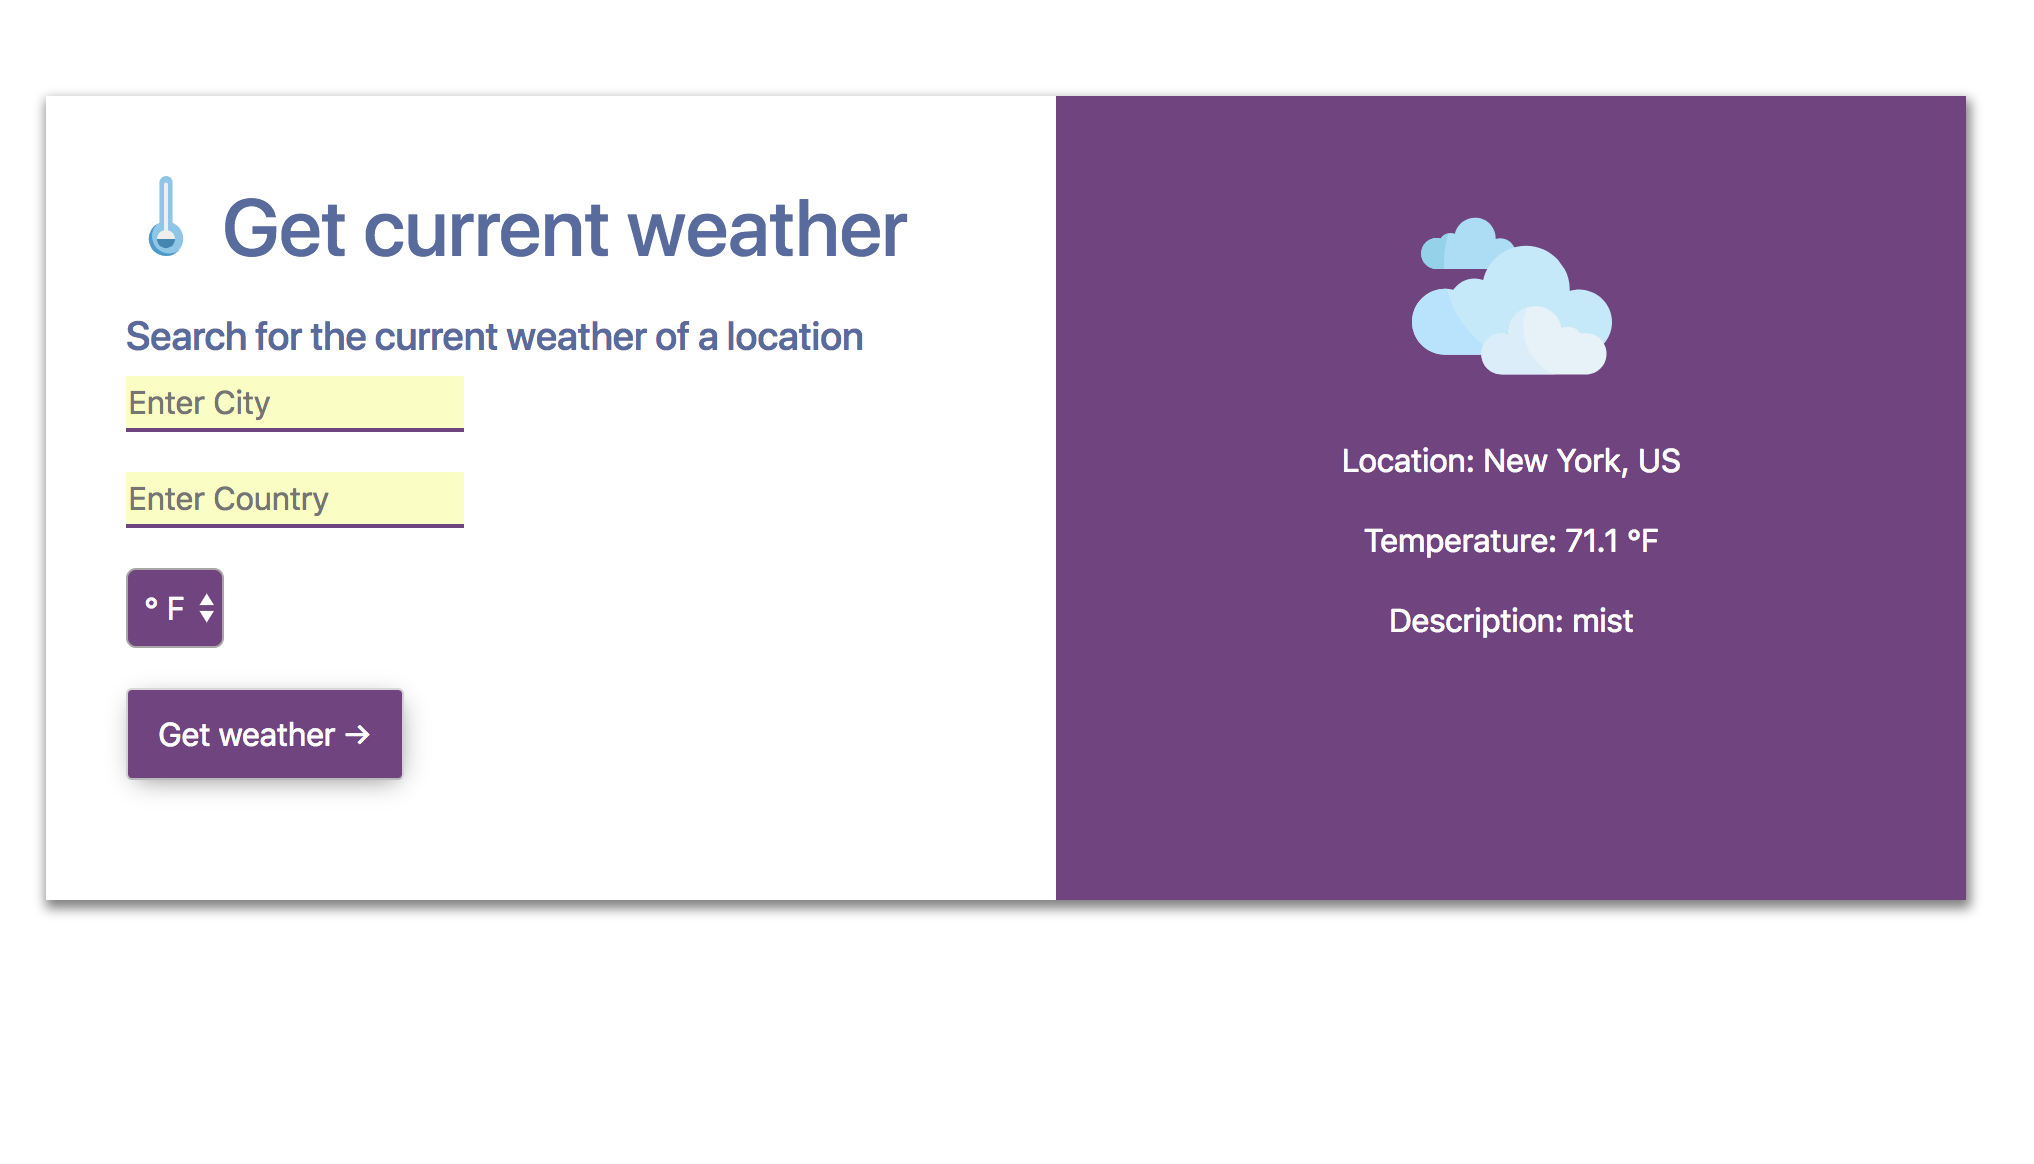 Get current weather
Search for the current weather of a location
Enter City
Enter Country
° F
Get weather →
Location: New York, US
Temperature: 71.1 °F
Description: mist